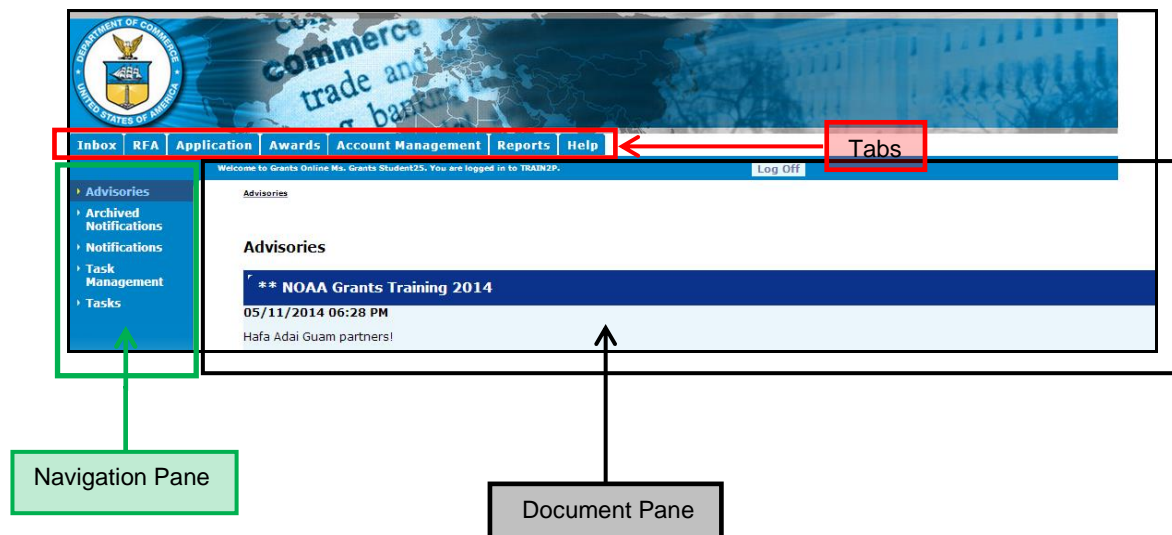 DEPARTMENT OF COMMERCE
UNITED STATES OF AMERICA
commerce
trade and
banking
Inbox RFA Application Awards Account Management Reports Help
Tabs
Welcome to Grants Online Ms. Grants Student25. You are logged in to TRAIN2P.
Log Off
Advisories
Archived
Notifications
Notifications
Task
Management
Tasks
Advisories
Advisories
** NOAA Grants Training 2014
05/11/2014 06:28 PM
Hafa Adai Guam partners!
Navigation Pane
Document Pane